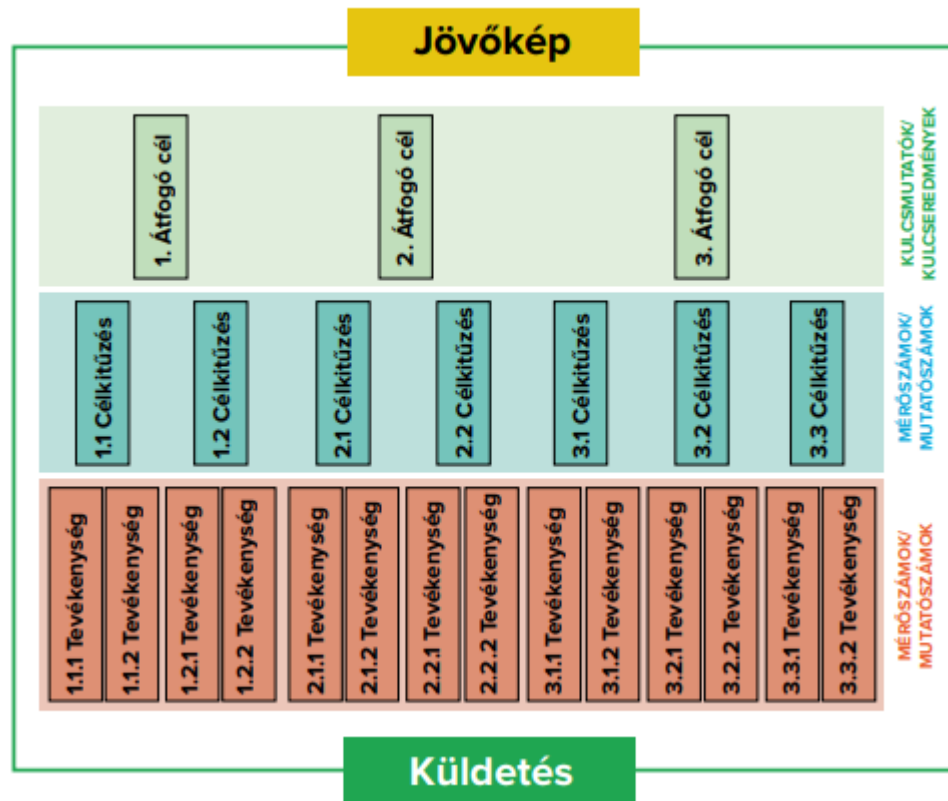 Jövőkép
1. Átfogó cél
2. Átfogó cél
3. Átfogó cél
KULCSMUTATÓK/
KULCSEREDMÉNYEK
1.1 Célkitűzés
1.2 Célkitűzés
2.1 Célkitűzés
2.2 Célkitűzés
3.1 Célkitűzés
3.2 Célkitűzés
3.3 Célkitűzés
MÉRŐSZÁMOK/
MUTATÓSZÁMOK
1.1.1 Tevékenység
1.1.2 Tevékenység
1.2.1 Tevékenység
1.2.2 Tevékenység
2.1.1 Tevékenység
2.1.2 Tevékenység
2.2.1 Tevékenység
2.2.2 Tevékenység
3.1.1 Tevékenység
3.1.2 Tevékenység
3.2.1 Tevékenység
3.2.2 Tevékenység
3.3.1 Tevékenység
3.3.2 Tevékenység
MÉRŐSZÁMOK/
MUTATÓSZÁMOK
Küldetés